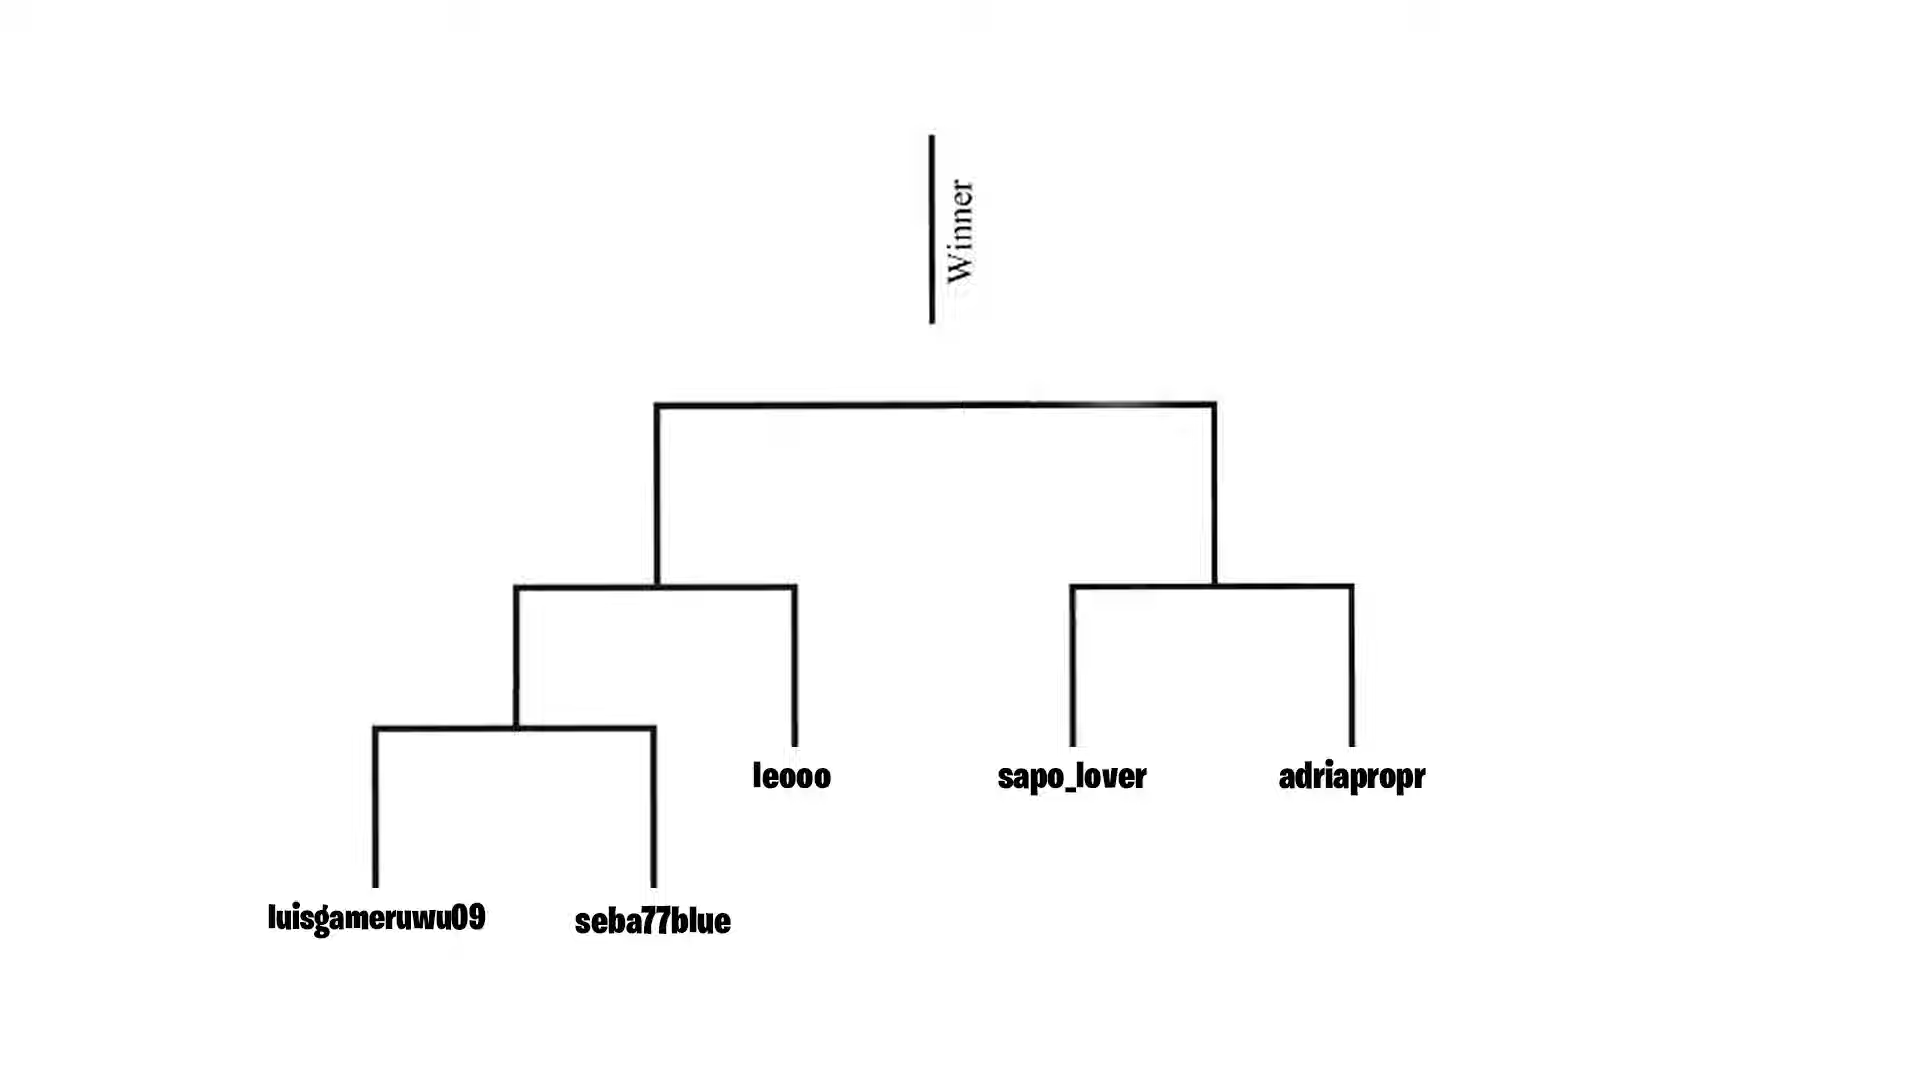 Winner
leooo
sapo_lover
adriapropr
luisgameruwu09
seba77blue